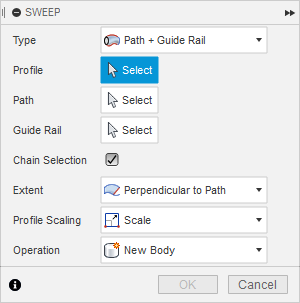 SWEEP
Type Path + Guide Rail
Profile Select
Path Select
Guide Rail Select
Chain Selection
Extent Perpendicular to Path
Profile Scaling Scale
Operation New Body
OK Cancel